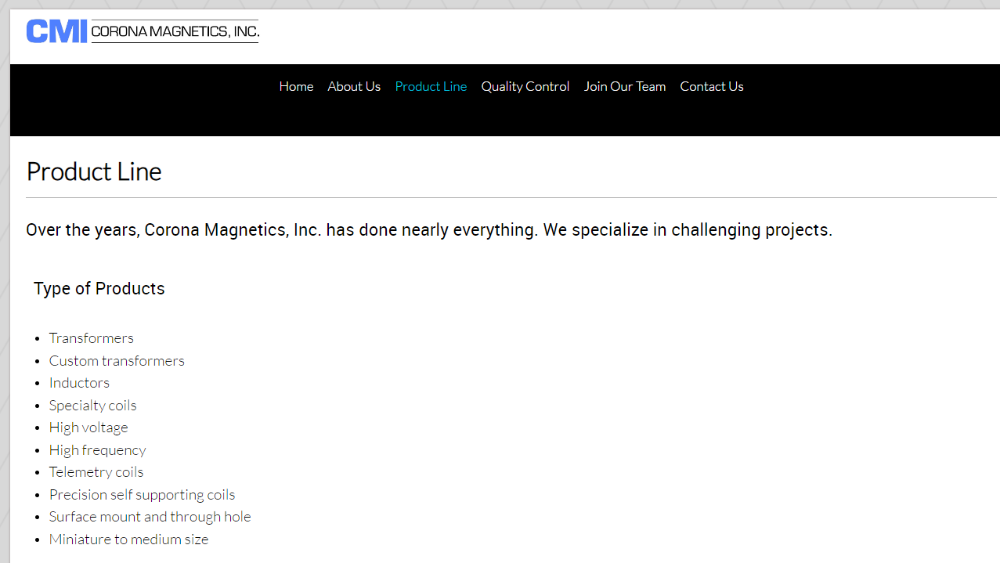 CMI CORONA MAGNETICS, INC.
Home About Us Product Line Quality Control Join Our Team Contact Us
Product Line
Over the years, Corona Magnetics, Inc. has done nearly everything. We specialize in challenging projects.
Type of Products
• Transformers
• Custom transformers
• Inductors
• Specialty coils
• High voltage
• High frequency
• Telemetry coils
• Precision self supporting coils
• Surface mount and through hole
• Miniature to medium size